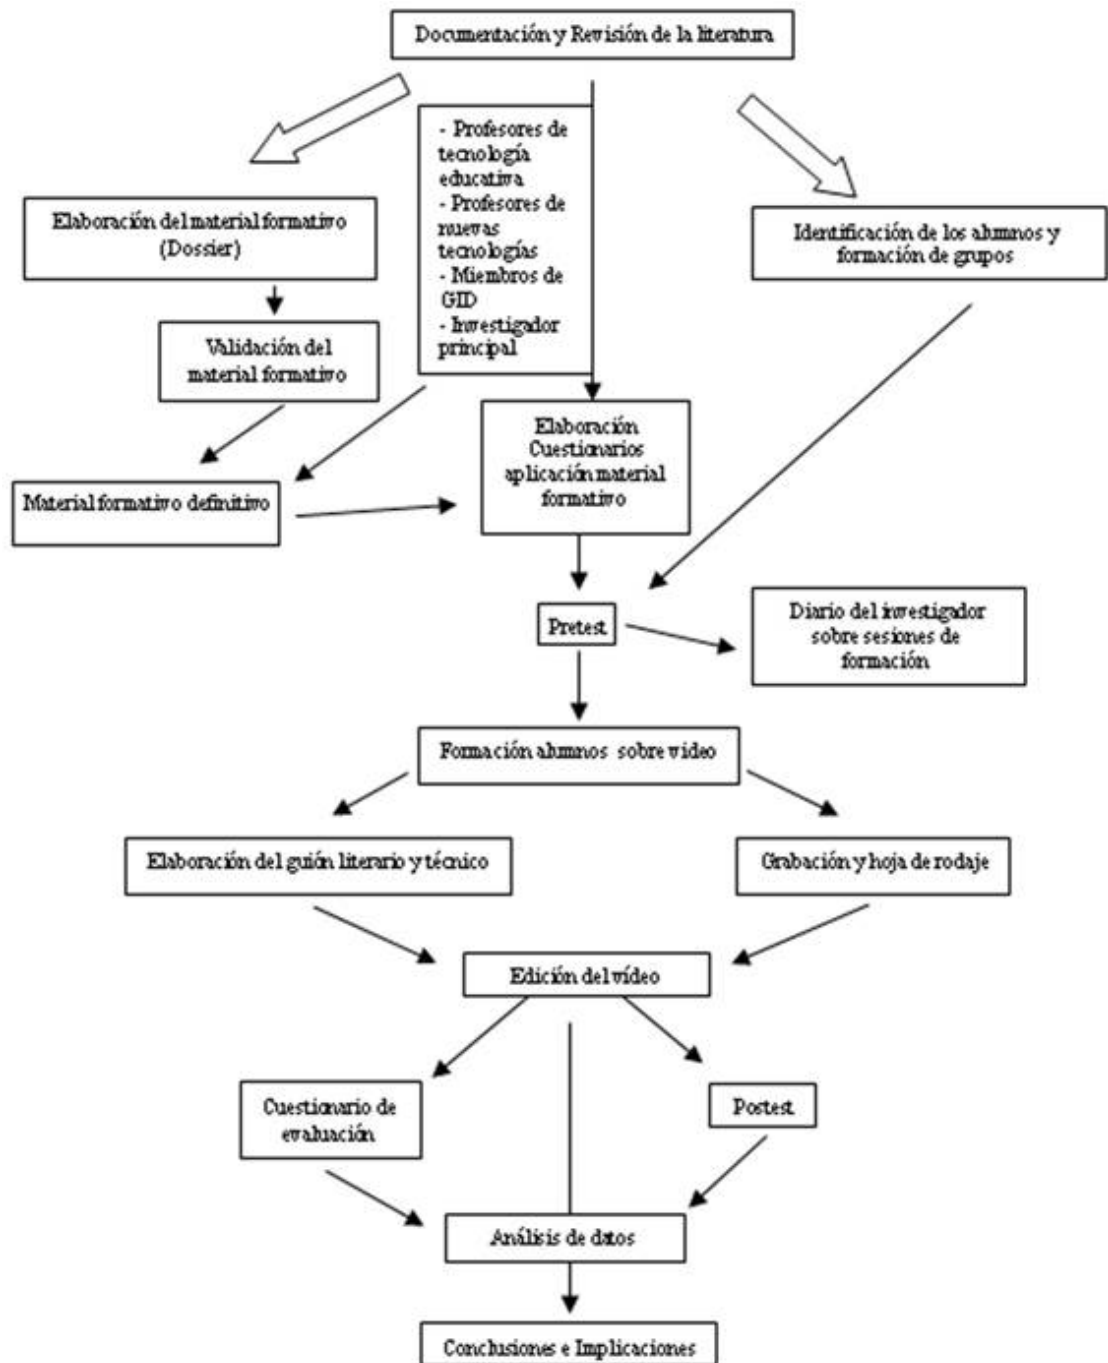 Documentación y Revisión de la literatura
- Profesores de
tecnología
educativa
- Profesores de
nuevas
tecnologías
- Miembros de
GID
- Investigador
principal
Elaboración del material formativo
(Dossier)
Identificación de los alumnos y
formación de grupos
Validación del
material formativo
Elaboración
Cuestionarios
aplicación material
formativo
Material formativo definitivo
Pretest
Diario del investigador
sobre sesiones de
formación
Formación alumnos sobre video
Elaboración del guión literario y técnico
Grabación y hoja de rodaje
Edición del vídeo
Cuestionario de
evaluación
Postest
Análisis de datos
Conclusiones e Implicaciones